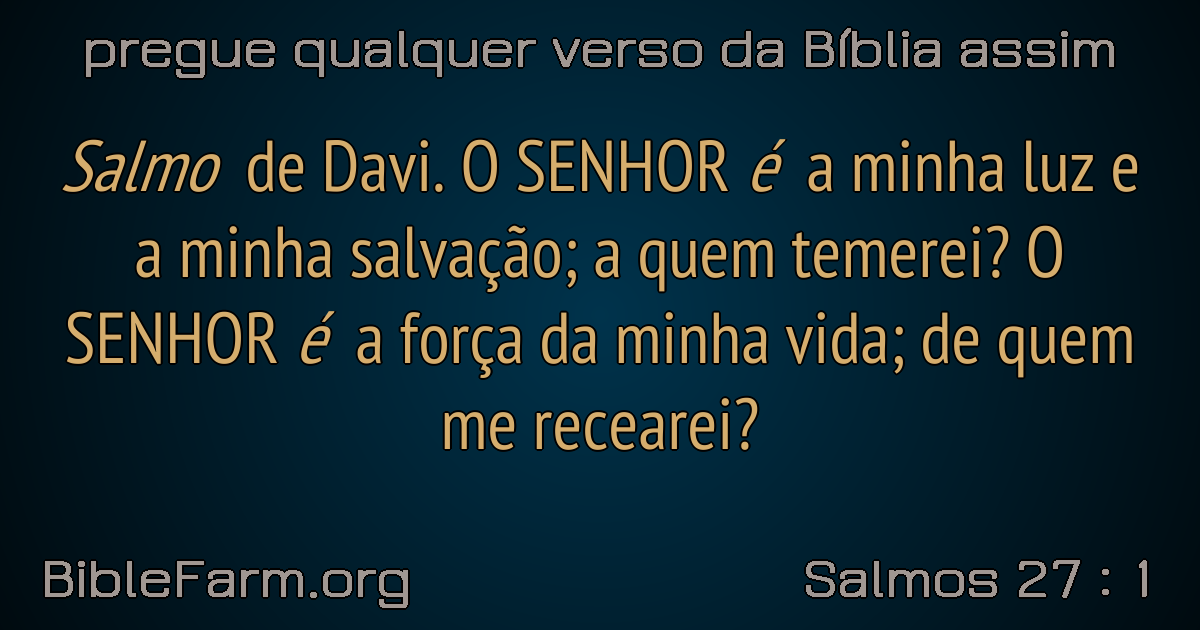 pregue qualquer verso da Bíblia assim
Salmo de Davi. O SENHOR é a minha luz e
a minha salvação; a quem temerei? O
SENHOR é a força da minha vida; de quem
me recearei?
BibleFarm.org
Salmos 27 : 1